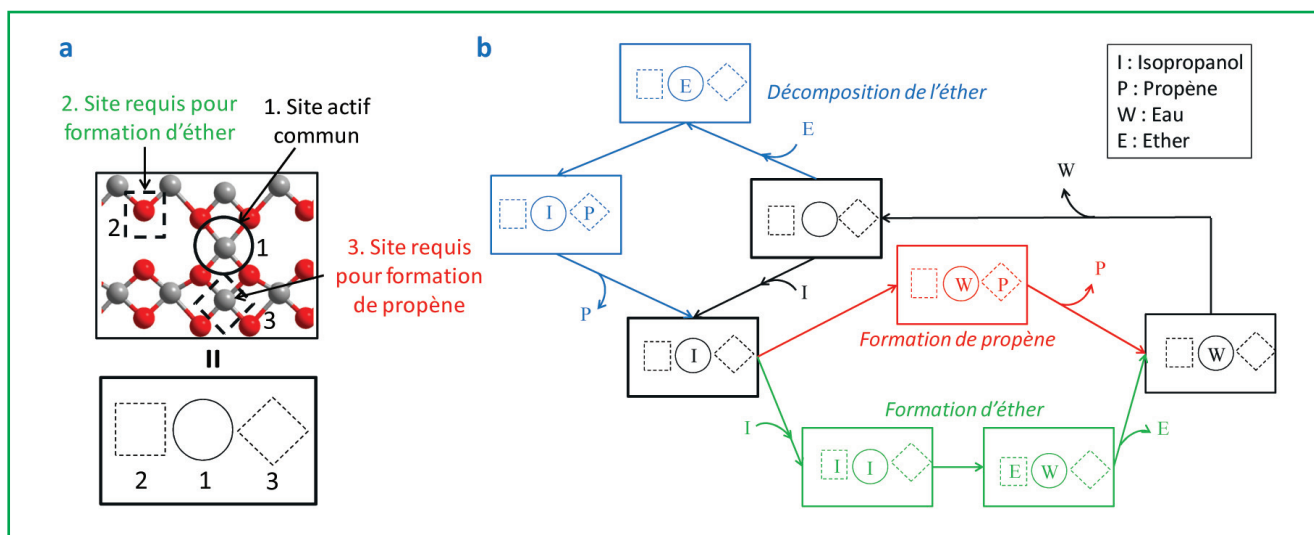 a
2. Site requis pour
formation d'éther
1. Site actif
commun
2
1
3. Site requis
pour formation
de propène
3
=
2 1 3
b
I : Isopropanol
P : Propène
W : Eau
E : Ether
E
Décomposition de l'éther
E
W
I P
P
I
W P
P
Formation de propène
I
W
Formation d'éther
I
I I
E W
E